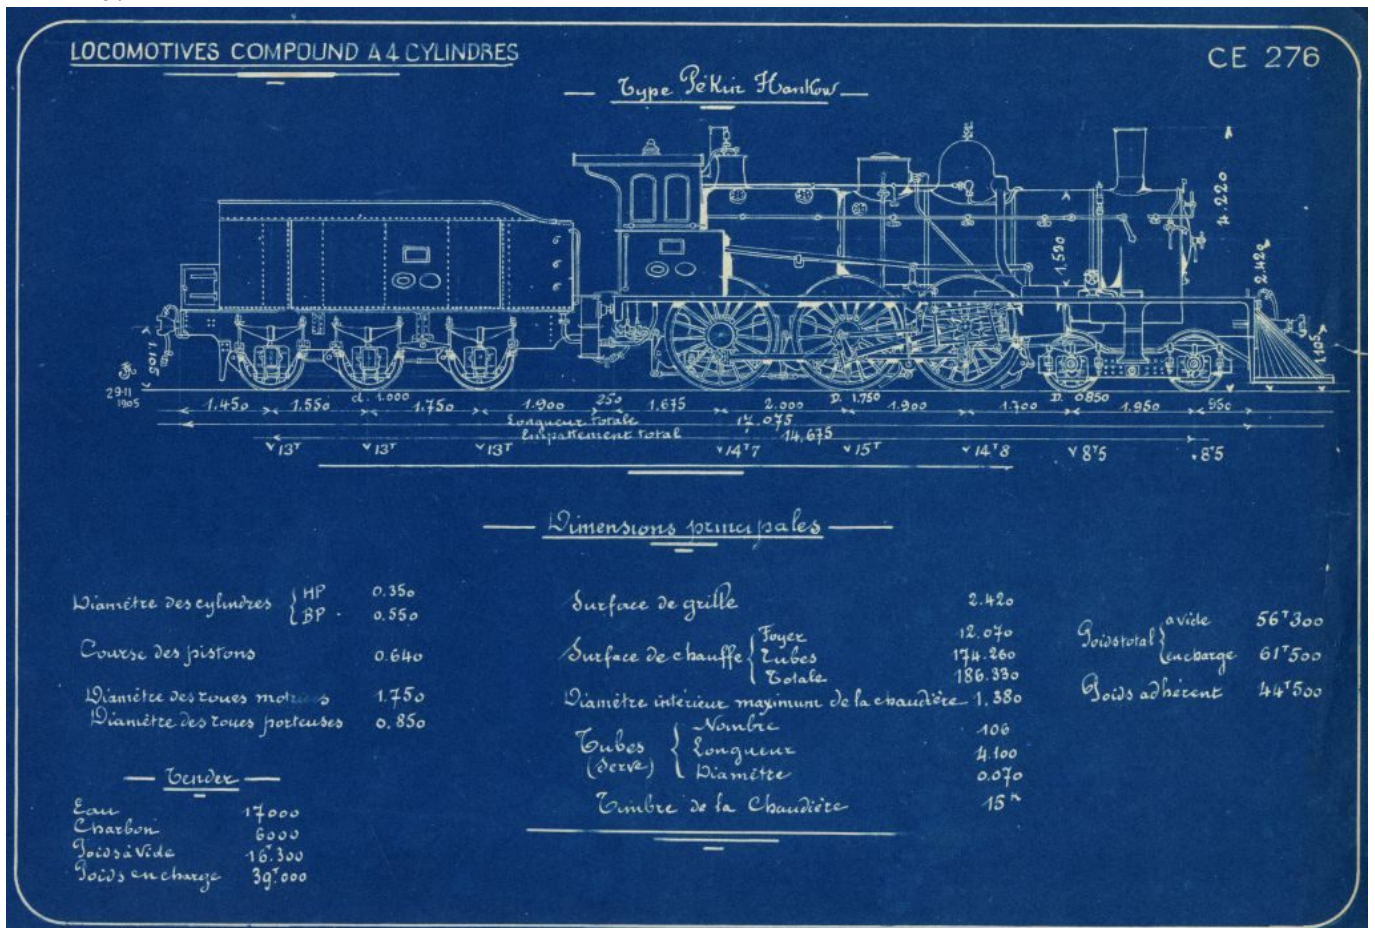 LOCOMOTIVES COMPOUND A 4 CYLINDRES
CE 276
Type Pékin Hankow
4.220
1.590
2.420
1.105
1105
29-11
1905
d. 1.000
D. 1.750
D. 0.850
1.450 1.550 1.750 1.900 250 1.675 2.000 1.900 1.700 1.950 950
Longueur totale 17.075
Empattement total 14,675
13T 13T 13T 14T7 15T 14T8 8T5 8T5
Dimensions principales
Diamètre des cylindres
HP 0.350
BP. 0.550
Course des pistons 0.640
Diamètre des roues motrices 1.750
Diamètre des roues porteuses 0,850
Tender
Eau 17000
Charbon 6000
Poids à Vide 16T.300
Poids en charge 39T.000
Surface de grille 2.420
Surface de chauffe
Foyer 12.070
Tubes 174.260
Totale 186.330
Diamètre intérieur maximum de la chaudière 1,380
Tubes
(Serve)
Nombre 106
Longueur 4.100
Diamètre 0.070
Timbre de la Chaudière 15K
Poids total
a vide 56T300
en charge 61T500
Poids adhérent 44T500